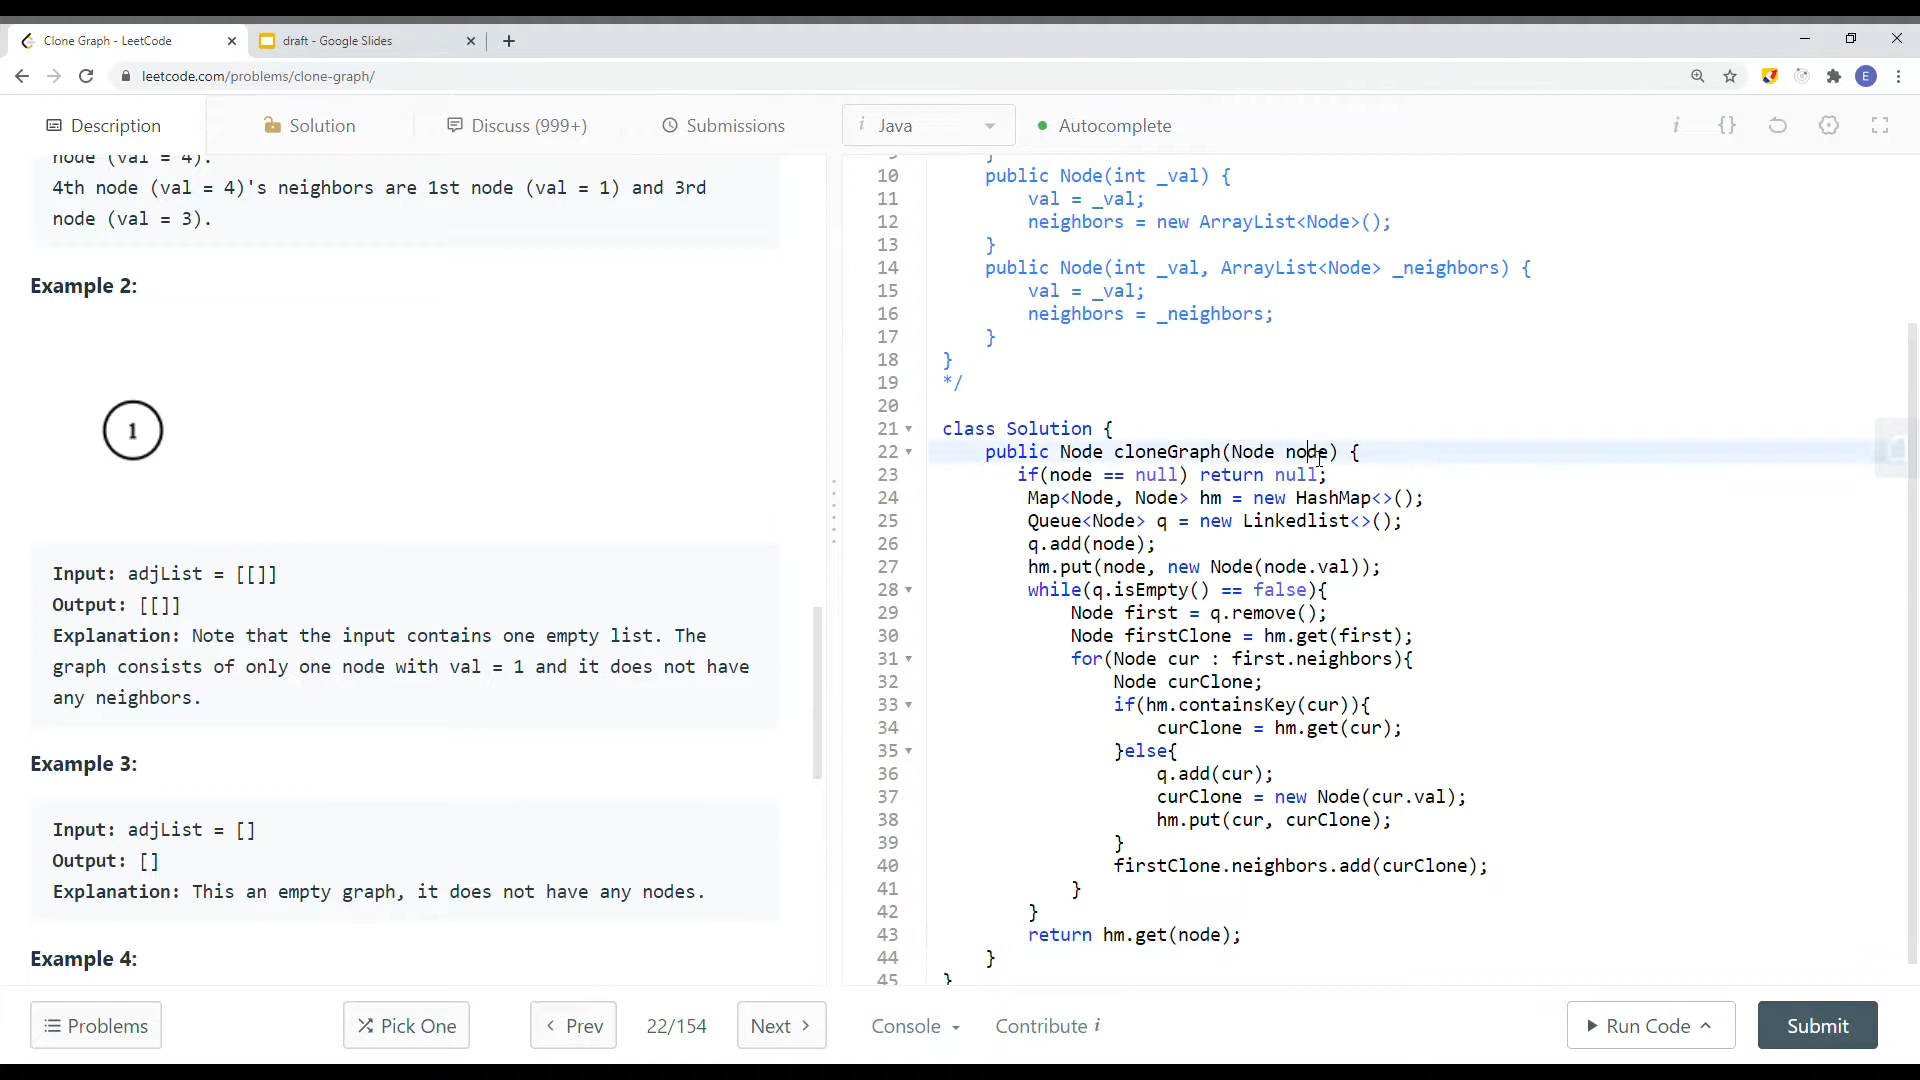 Clone Graph - LeetCode
draft - Google Slides
leetcode.com/problems/clone-graph/
E
Description
Solution
Discuss (999+)
Submissions
i Java
Autocomplete
i {}
node (val = 4).
4th node (val = 4)'s neighbors are 1st node (val = 1) and 3rd
node (val = 3).
Example 2:
1
Input: adjList = [[]]
Output: [[]]
Explanation: Note that the input contains one empty list. The
graph consists of only one node with val = 1 and it does not have
any neighbors.
Example 3:
Input: adjList = []
Output: []
Explanation: This an empty graph, it does not have any nodes.
Example 4:
9 }
10 public Node(int _val) {
11 val = _val;
12 neighbors = new ArrayList<Node>();
13 }
14 public Node(int _val, ArrayList<Node> _neighbors) {
15 val = _val;
16 neighbors = _neighbors;
17 }
18 }
19 */
20
21 class Solution {
22 public Node cloneGraph(Node node) {
23 if(node == null) return null;
24 Map<Node, Node> hm = new HashMap<>();
25 Queue<Node> q = new Linkedlist<>();
26 q.add(node);
27 hm.put(node, new Node(node.val));
28 while(q.isEmpty() == false){
29 Node first = q.remove();
30 Node firstClone = hm.get(first);
31 for(Node cur : first.neighbors){
32 Node curClone;
33 if(hm.containsKey(cur)){
34 curClone = hm.get(cur);
35 }else{
36 q.add(cur);
37 curClone = new Node(cur.val);
38 hm.put(cur, curClone);
39 }
40 firstClone.neighbors.add(curClone);
41 }
42 }
43 return hm.get(node);
44 }
45 }
Problems
Pick One
Prev
22/154
Next
Console
Contribute i
Run Code
Submit